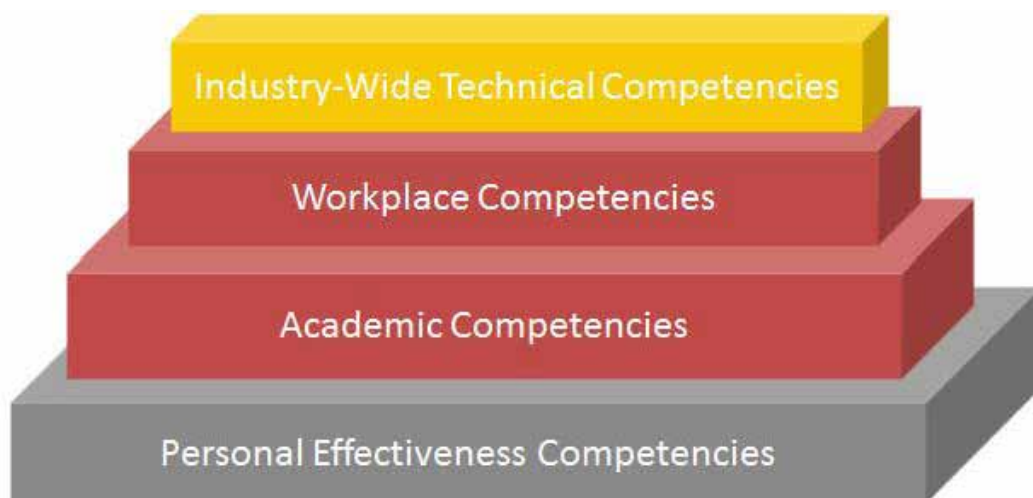 Industry-Wide Technical Competencies
Workplace Competencies
Academic Competencies
Personal Effectiveness Competencies